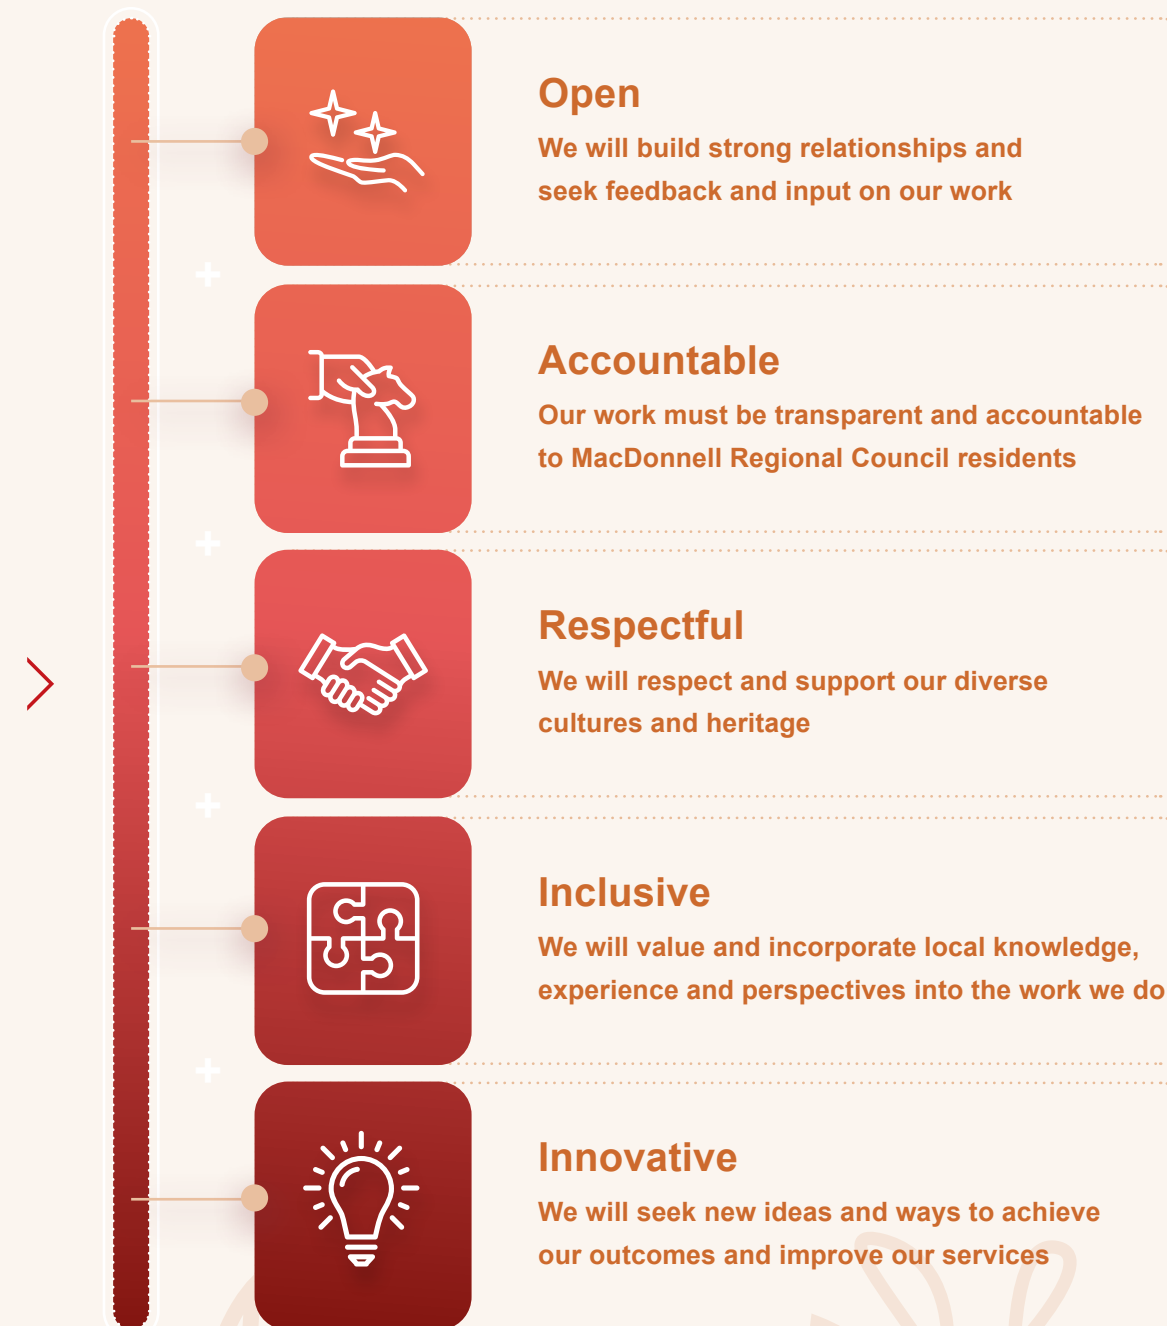 Open
We will build strong relationships and
seek feedback and input on our work
Accountable
Our work must be transparent and accountable
to MacDonnell Regional Council residents
Respectful
We will respect and support our diverse
cultures and heritage
Inclusive
We will value and incorporate local knowledge,
experience and perspectives into the work we do
Innovative
We will seek new ideas and ways to achieve
our outcomes and improve our services